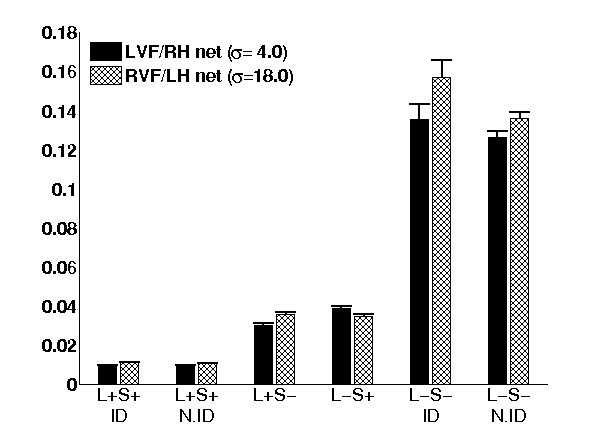 0.18
LVF/RH net (σ= 4.0)
0.16
RVF/LH net (σ=18.0)
0.14
0.12
0.1
0.08
0.06
0.04
0.02
0
L+S+ L+S+ L+S− L−S+ L−S− L−S−
ID N.ID ID N.ID